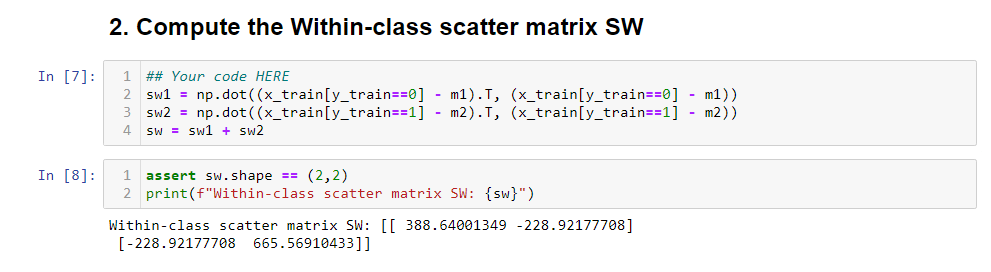 2. Compute the Within-class scatter matrix SW
In [7]:
1 ## Your code HERE
2 sw1 = np.dot((x_train[y_train==0] - m1).T, (x_train[y_train==0] - m1))
3 sw2 = np.dot((x_train[y_train==1] - m2).T, (x_train[y_train==1] - m2))
4 sw = sw1 + sw2
In [8]:
1 assert sw.shape == (2,2)
2 print(f"Within-class scatter matrix SW: {sw}")
Within-class scatter matrix SW: [[ 388.64001349 -228.92177708]
[-228.92177708  665.56910433]]